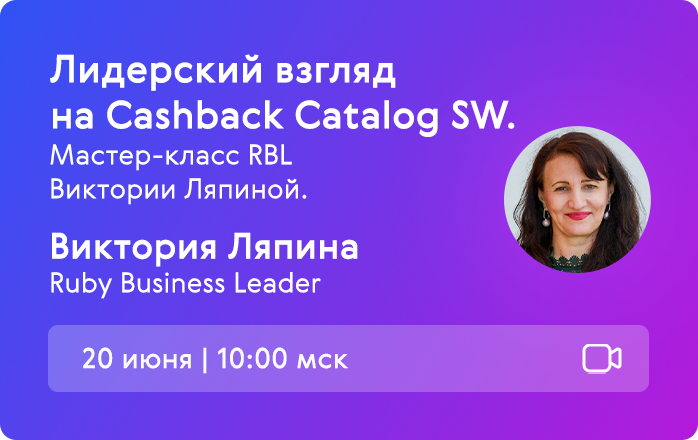 Лидерский взгляд
на Cashback Catalog SW.
Мастер-класс RBL
Виктории Ляпиной.
Виктория Ляпина
Ruby Business Leader
20 июня | 10:00 мск